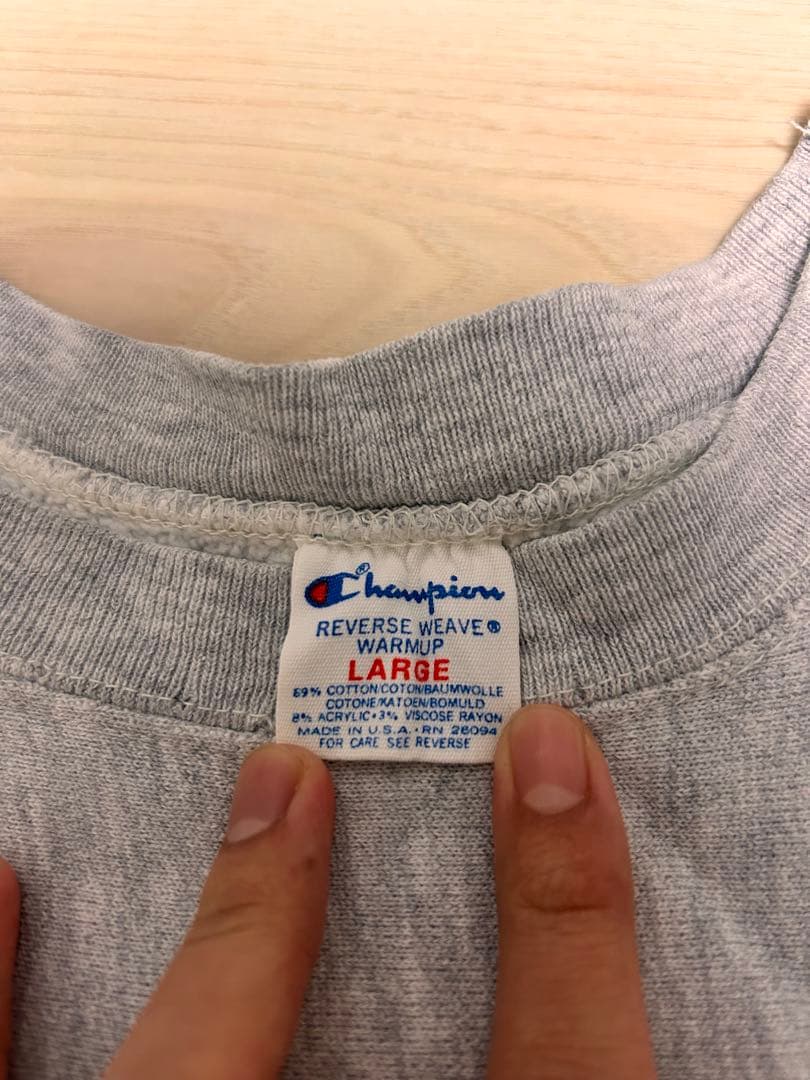 Champion®
REVERSE WEAVE®
WARMUP
LARGE
89% COTTON/COTON/BAUMWOLLE
COTONE/KATOEN/BOMULD
8% ACRYLIC•3% VISCOSE RAYON
MADE IN U.S.A.•RN 26094
FOR CARE SEE REVERSE